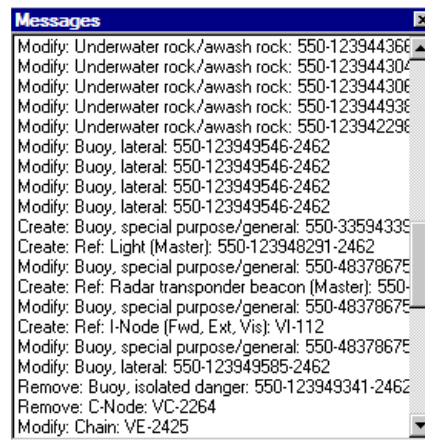 Messages
Modify: Underwater rock/awash rock: 550-123944366
Modify: Underwater rock/awash rock: 550-123944304
Modify: Underwater rock/awash rock: 550-123944306
Modify: Underwater rock/awash rock: 550-123944938
Modify: Underwater rock/awash rock: 550-123942298
Modify: Buoy, lateral: 550-123949546-2462
Modify: Buoy, lateral: 550-123949546-2462
Modify: Buoy, lateral: 550-123949546-2462
Modify: Buoy, lateral: 550-123949546-2462
Create: Buoy, special purpose/general: 550-33594339
Create: Ref: Light (Master): 550-123948291-2462
Modify: Buoy, special purpose/general: 550-48378675
Create: Ref: Radar transponder beacon (Master): 550-
Modify: Buoy, special purpose/general: 550-48378675
Create: Ref: I-Node (Fwd, Ext, Vis): VI-112
Modify: Buoy, special purpose/general: 550-48378675
Modify: Buoy, lateral: 550-123949585-2462
Remove: Buoy, isolated danger: 550-123949341-2462
Remove: C-Node: VC-2264
Modify: Chain: VE-2425